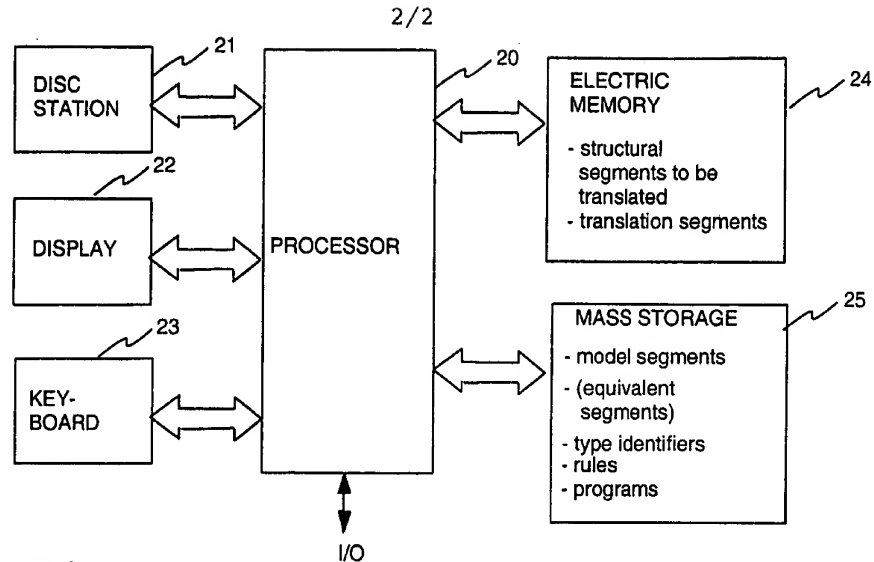 2/2
21
DISC
STATION
22
DISPLAY
23
KEY-
BOARD
20
PROCESSOR
I/O
24
ELECTRIC
MEMORY
- structural
segments to be
translated
- translation segments
25
MASS STORAGE
- model segments
- (equivalent
segments)
- type identifiers
- rules
- programs